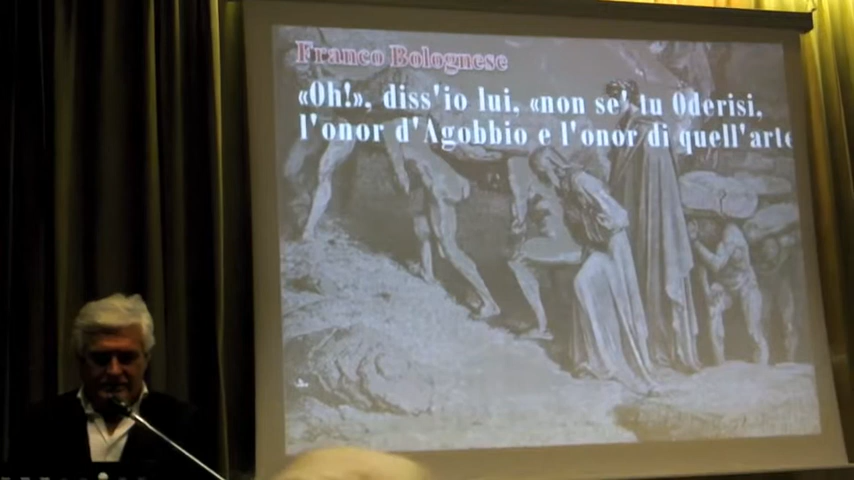 Franco Bolognese
«Oh!», diss'io lui, «non se' tu Oderisi,
l'onor d'Agobbio e l'onor di quell'arte